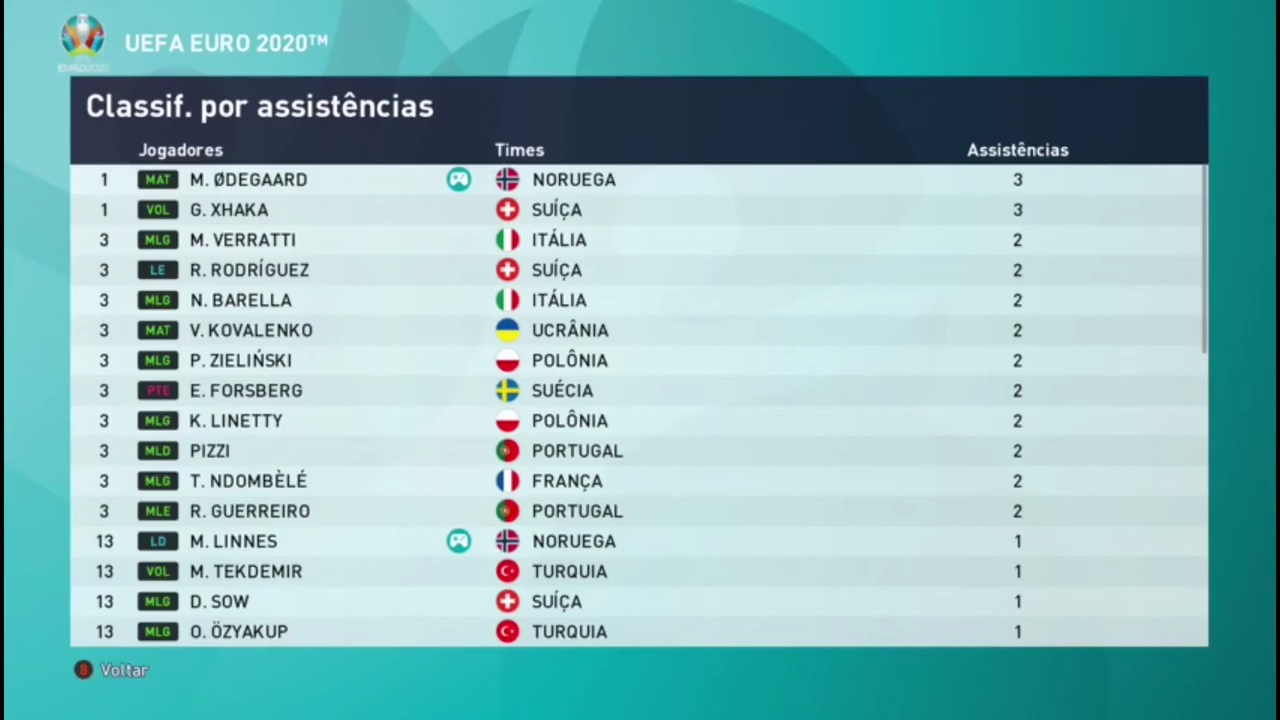 UEFA EURO 2020™
EURO2020
Classif. por assistências
Jogadores Times Assistências
1 MAT M. ØDEGAARD NORUEGA 3
1 VOL G. XHAKA SUÍÇA 3
3 MLG M. VERRATTI ITÁLIA 2
3 LE R. RODRÍGUEZ SUÍÇA 2
3 MLG N. BARELLA ITÁLIA 2
3 MAT V. KOVALENKO UCRÂNIA 2
3 MLG P. ZIELIŃSKI POLÔNIA 2
3 PTE E. FORSBERG SUÉCIA 2
3 MLG K. LINETTY POLÔNIA 2
3 MLD PIZZI PORTUGAL 2
3 MLG T. NDOMBÈLÉ FRANÇA 2
3 MLE R. GUERREIRO PORTUGAL 2
13 LD M. LINNES NORUEGA 1
13 VOL M. TEKDEMIR TURQUIA 1
13 MLG D. SOW SUÍÇA 1
13 MLG O. ÖZYAKUP TURQUIA 1
B Voltar